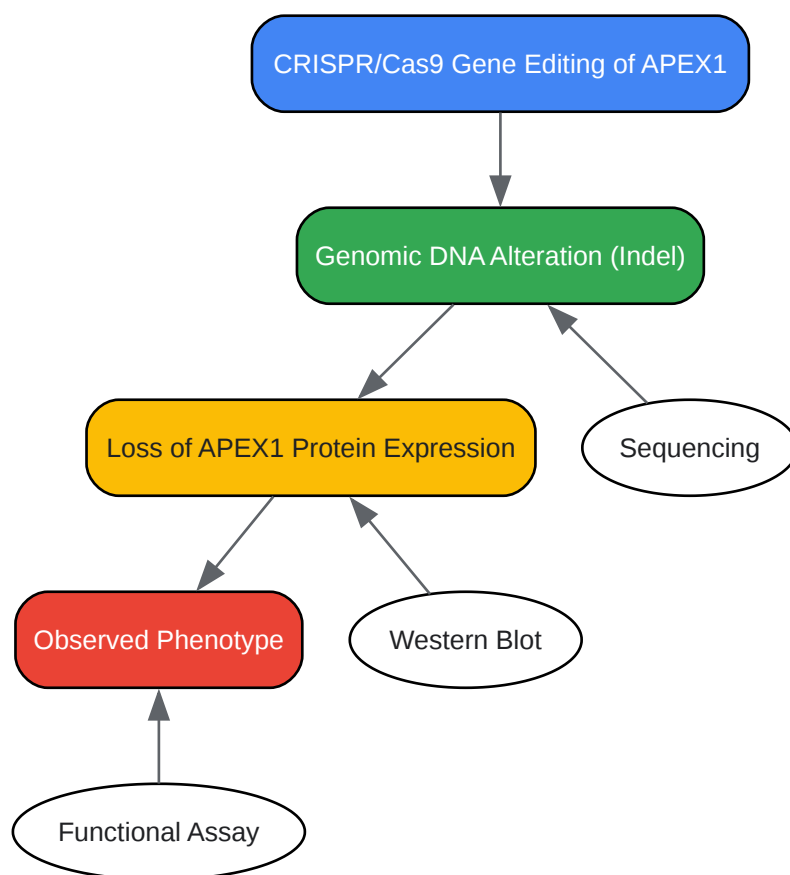 CRISPR/Cas9 Gene Editing of APEX1
Genomic DNA Alteration (Indel)
Loss of APEX1 Protein Expression
Sequencing
Observed Phenotype
Western Blot
Functional Assay